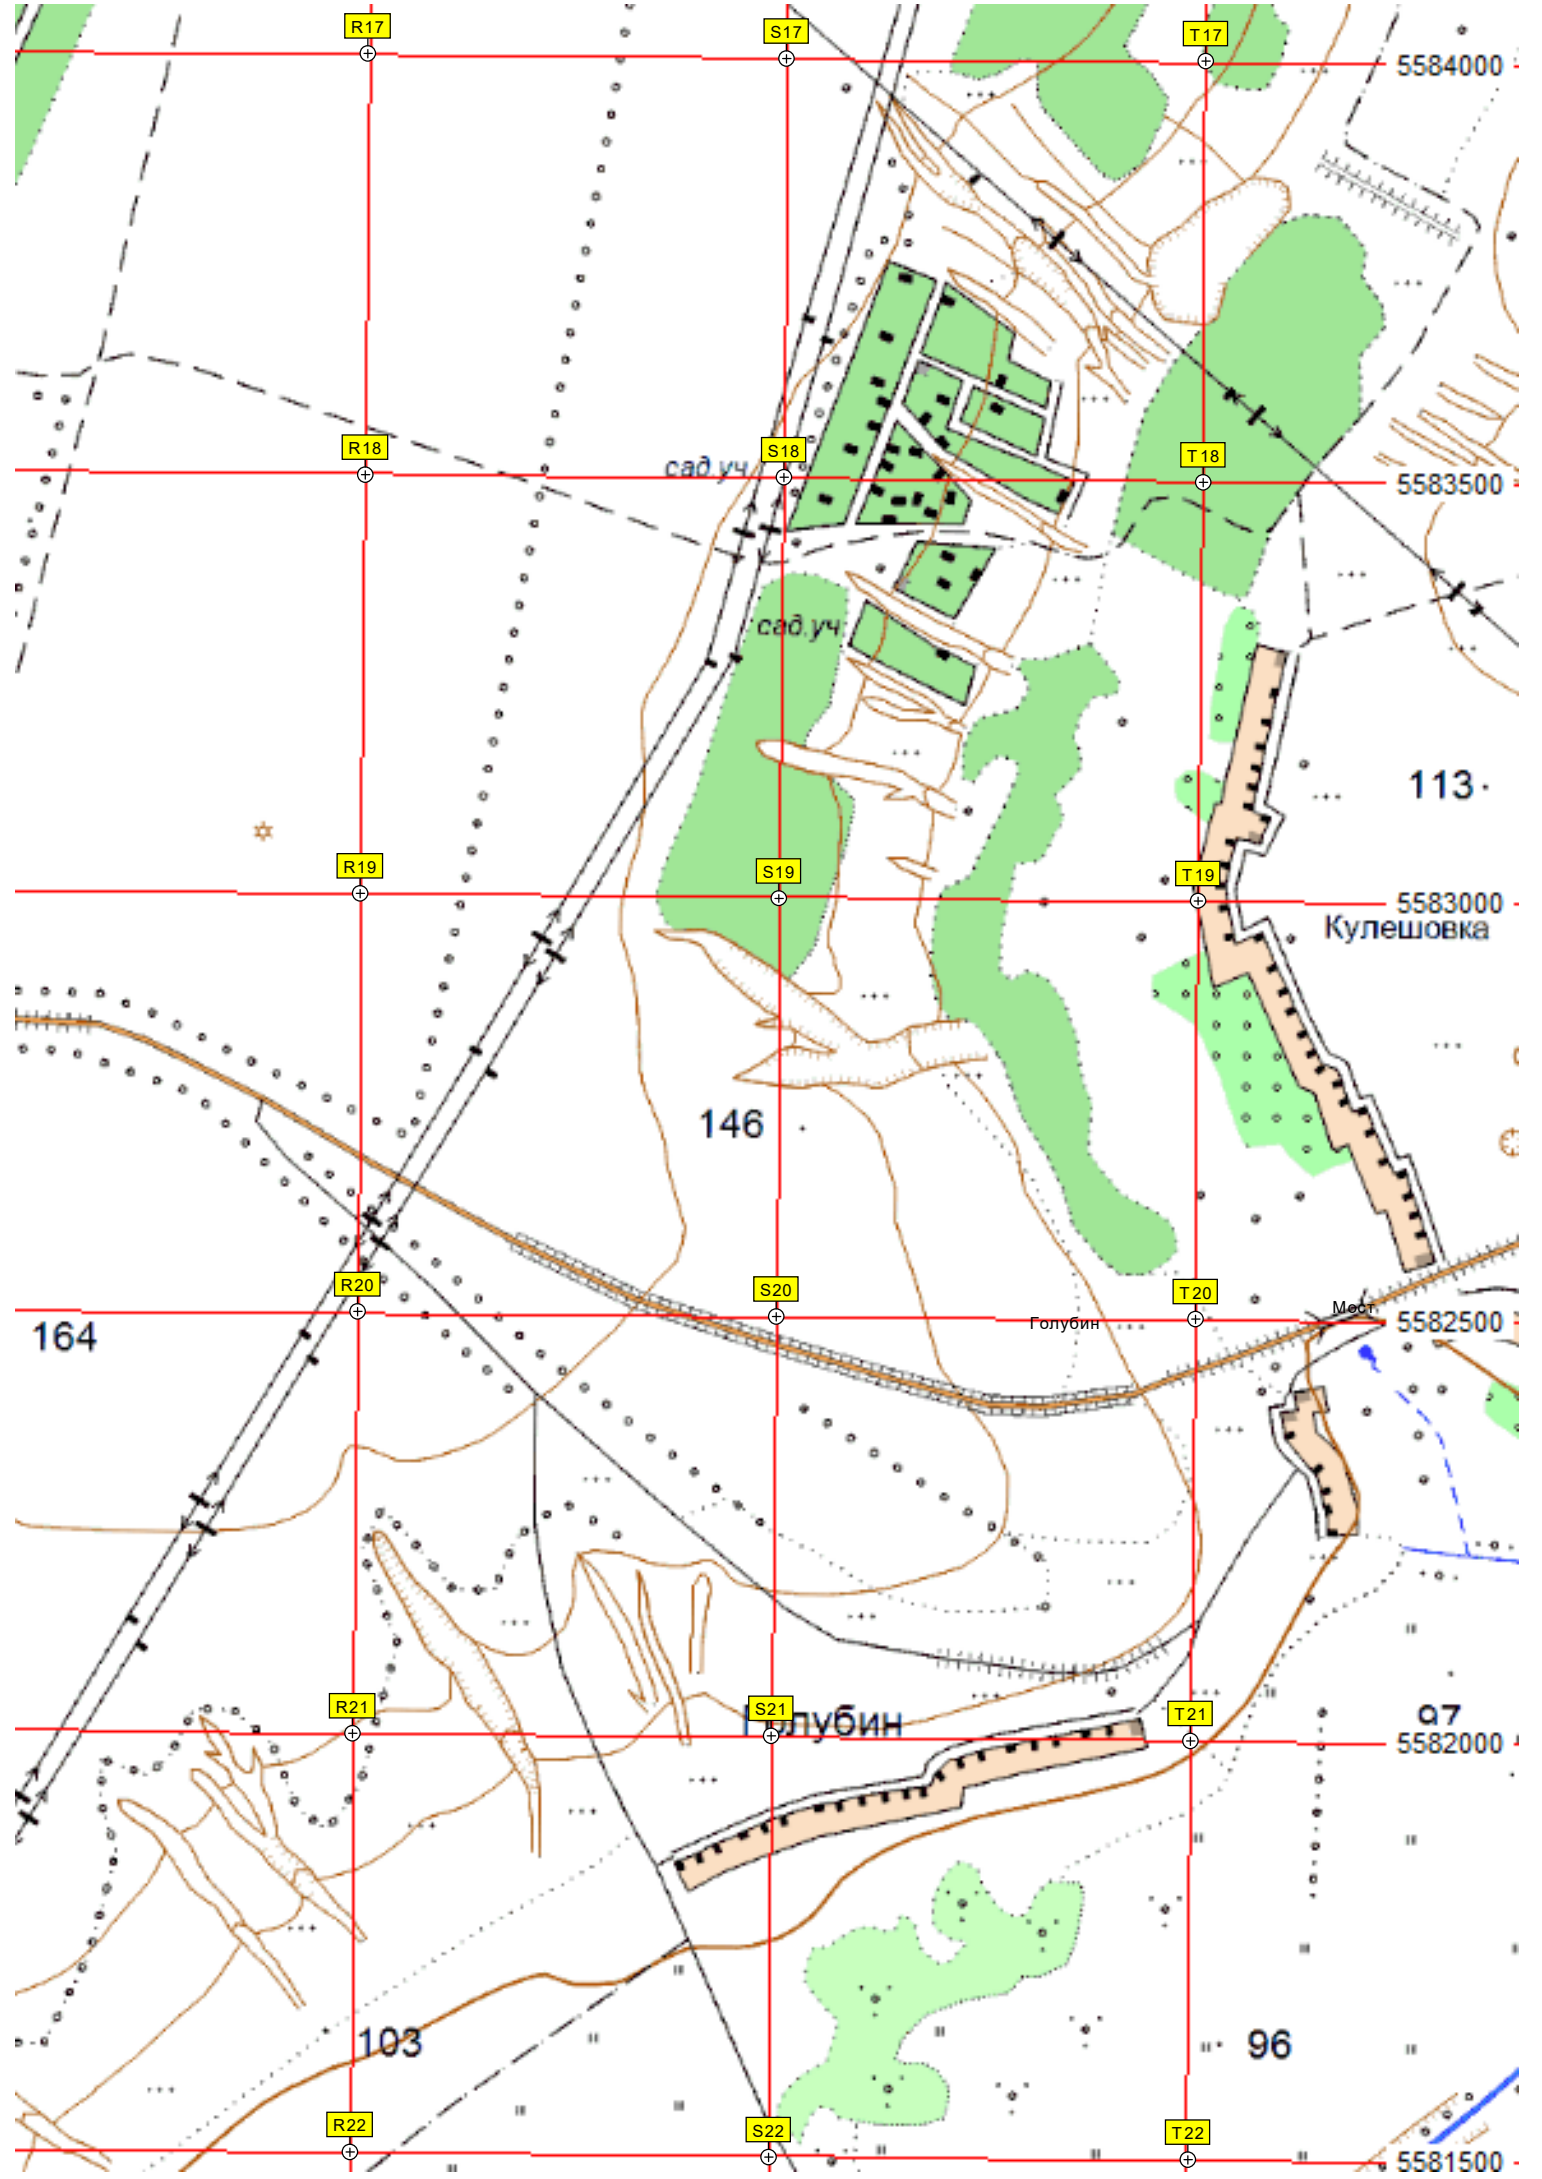 R17
S17
T17
5584000
R18
сад.уч
S18
T18
5583500
сад.уч
113
R19
S19
T19
5583000
Кулешовка
146
R20
S20
T20
Мост
Голубин
5582500
164
R21
S21
T21
Голубин
97
5582000
103
96
R22
S22
T22
5581500